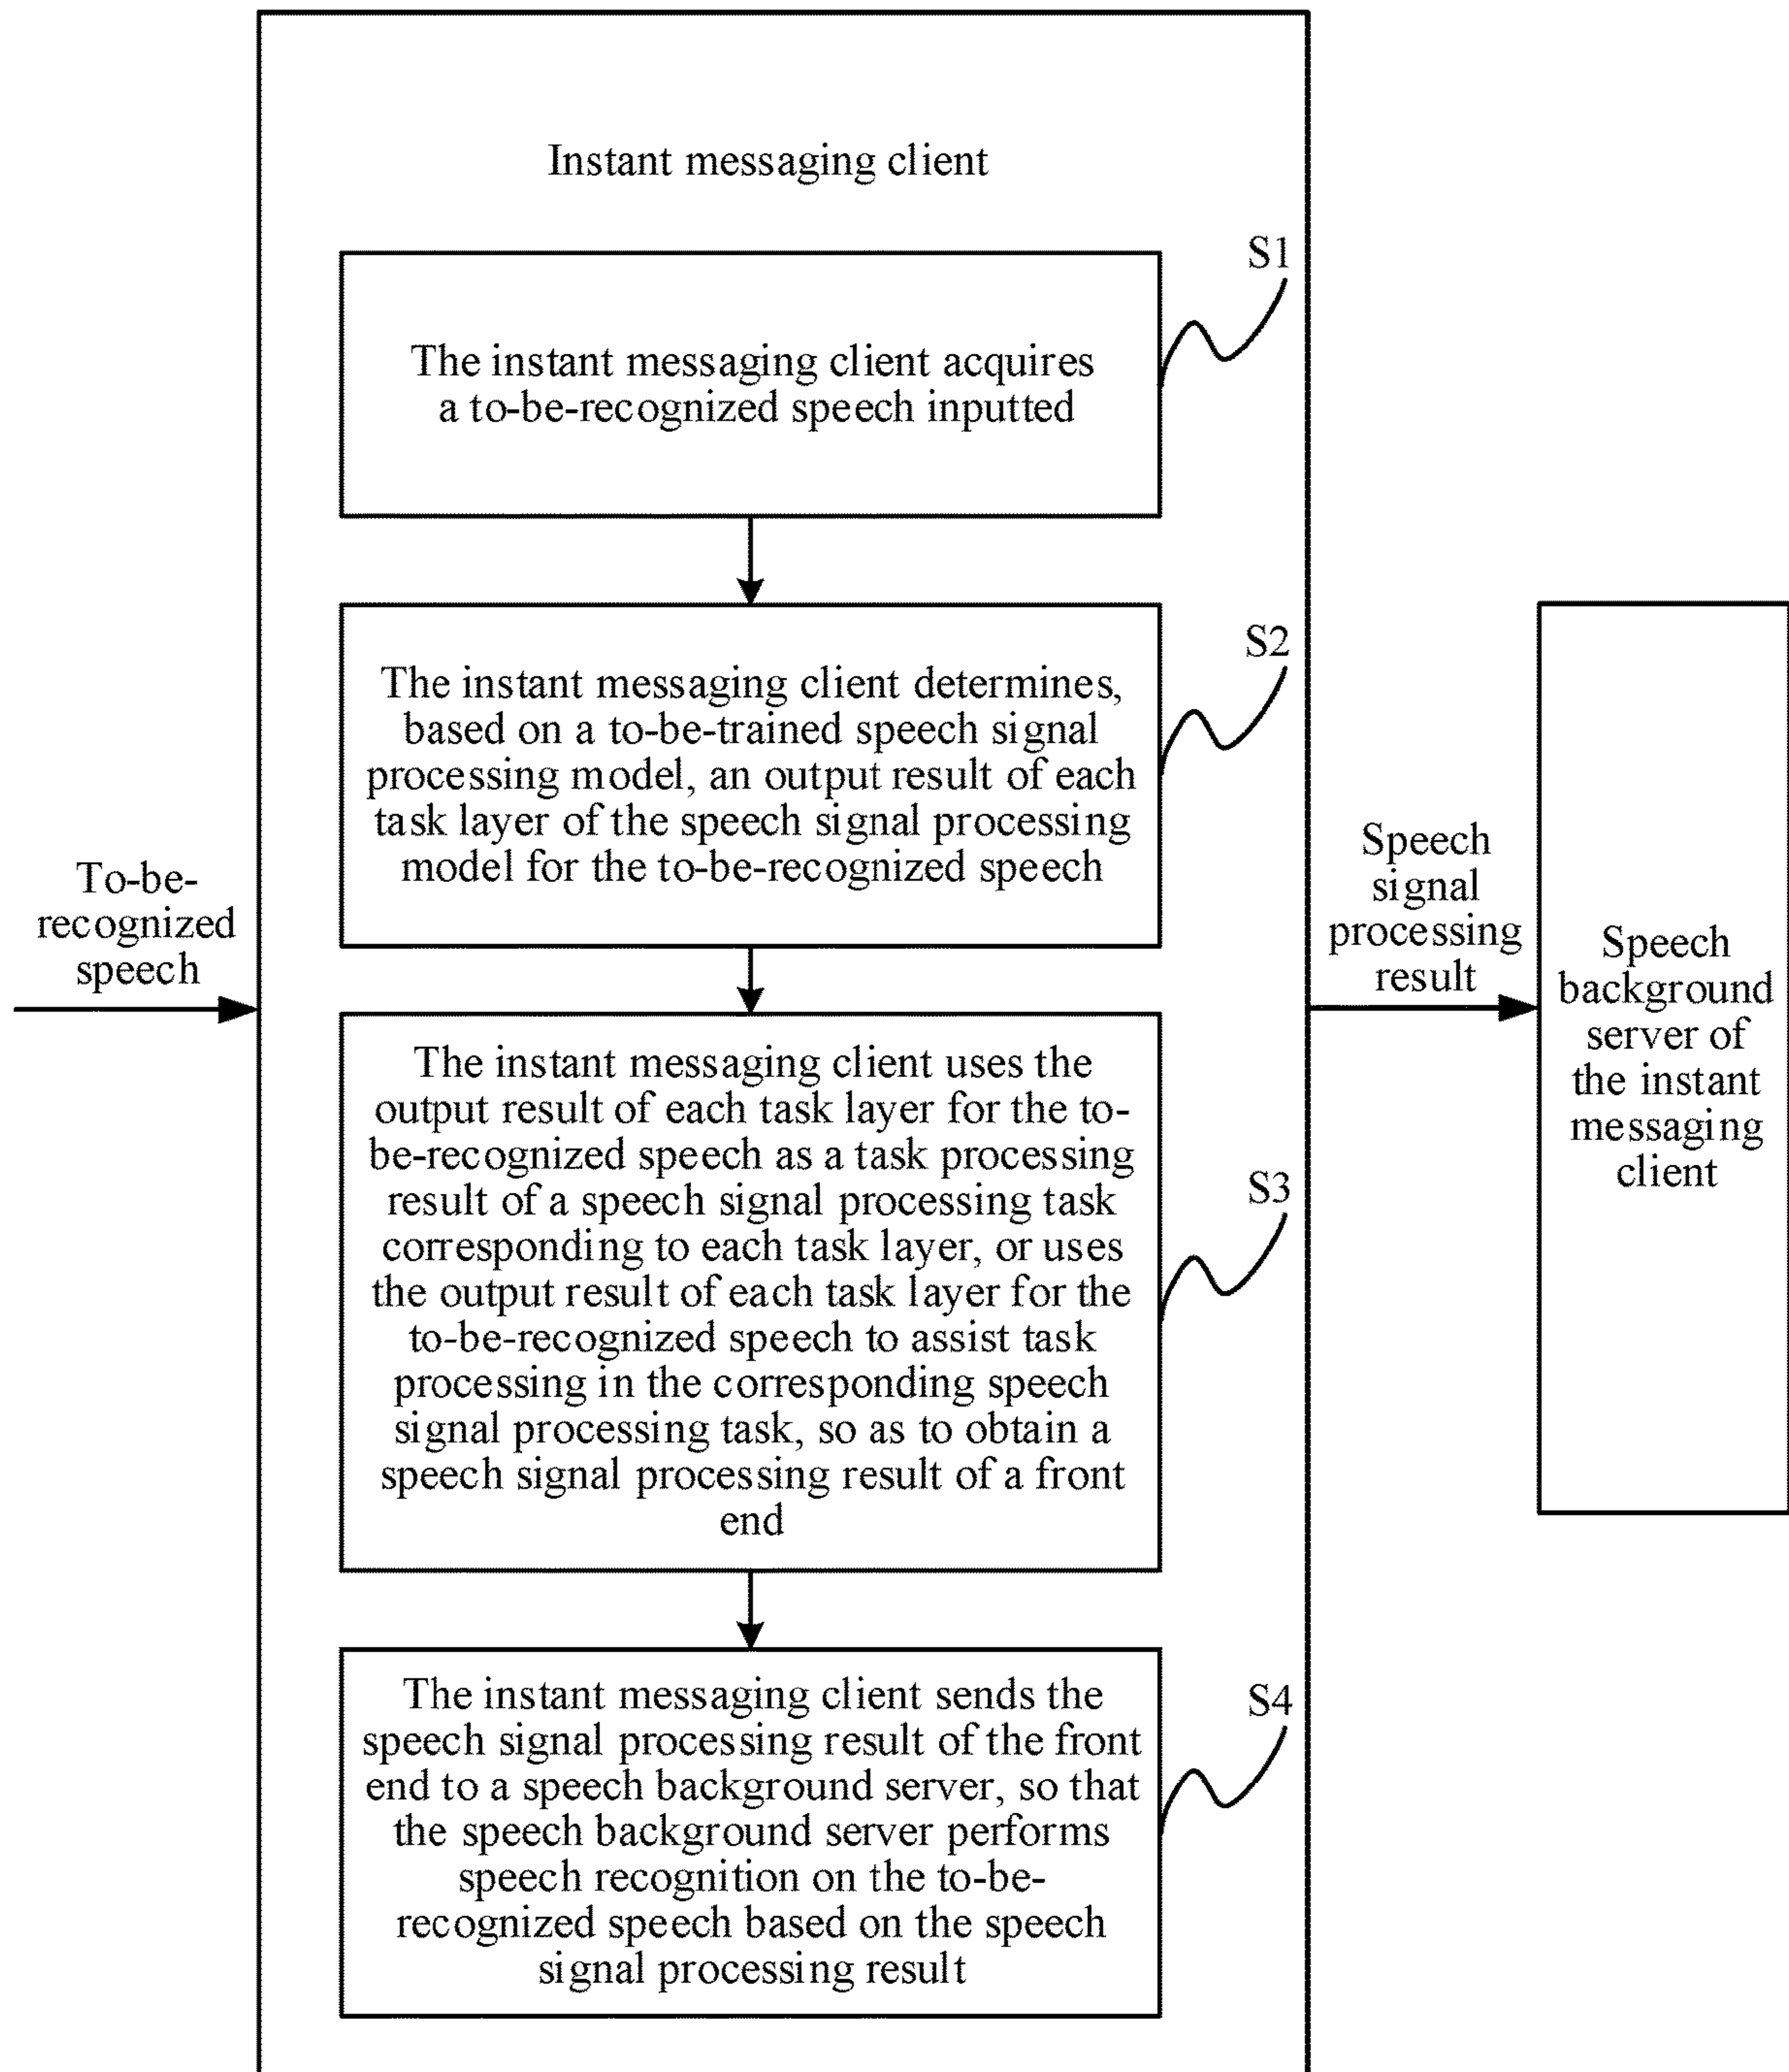 Instant messaging client
S1
The instant messaging client acquires
a to-be-recognized speech inputted
S2
The instant messaging client determines,
based on a to-be-trained speech signal
processing model, an output result of each
task layer of the speech signal processing
model for the to-be-recognized speech
To-be-
recognized
speech
Speech
signal
processing
result
Speech
background
server of
the instant
messaging
client
The instant messaging client uses the
output result of each task layer for the to-
be-recognized speech as a task processing
result of a speech signal processing task
corresponding to each task layer, or uses
the output result of each task layer for the
to-be-recognized speech to assist task
processing in the corresponding speech
signal processing task, so as to obtain a
speech signal processing result of a front
end
S3
The instant messaging client sends the
speech signal processing result of the front
end to a speech background server, so that
the speech background server performs
speech recognition on the to-be-
recognized speech based on the speech
signal processing result
S4